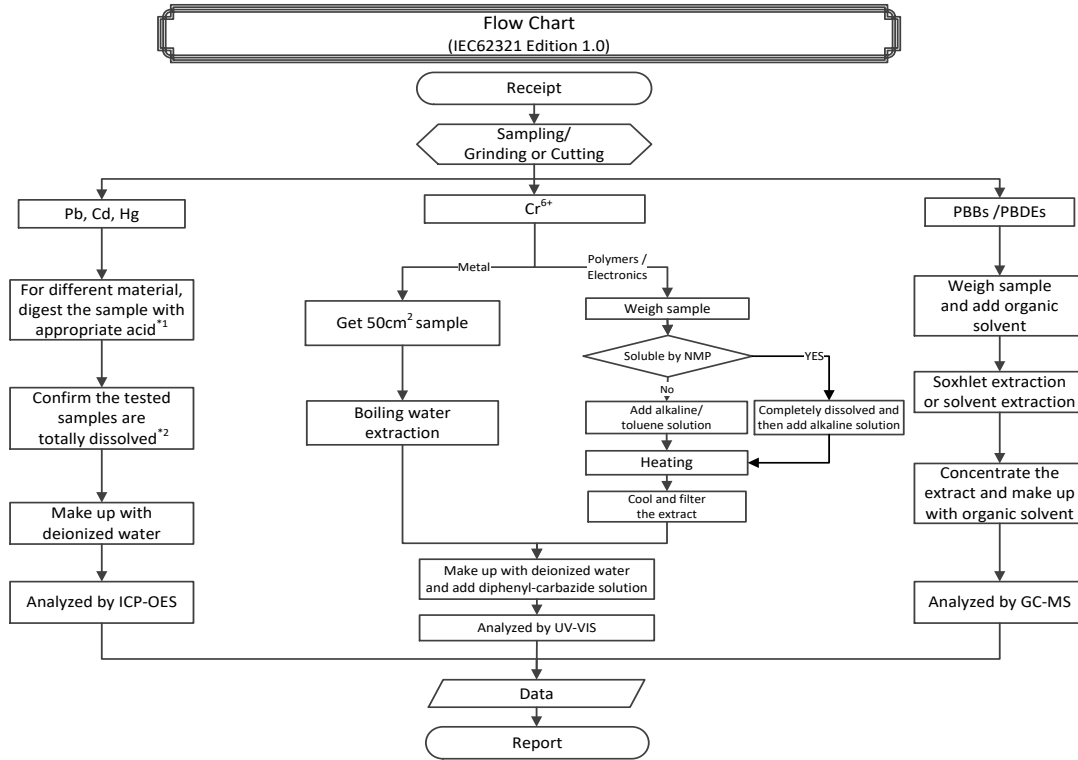 Flow Chart
(IEC62321 Edition 1.0)
Receipt
Sampling/
Grinding or Cutting
Pb, Cd, Hg
For different material,
digest the sample with
appropriate acid*1
Confirm the tested
samples are
totally dissolved*2
Make up with
deionized water
Analyzed by ICP-OES
Cr6+
Metal
Get 50cm2 sample
Boiling water
extraction
Polymers /
Electronics
Weigh sample
Soluble by NMP
YES
No
Add alkaline/
toluene solution
Completely dissolved and
then add alkaline solution
Heating
Cool and filter
the extract
Make up with deionized water
and add diphenyl-carbazide solution
Analyzed by UV-VIS
PBBs /PBDEs
Weigh sample
and add organic
solvent
Soxhlet extraction
or solvent extraction
Concentrate the
extract and make up
with organic solvent
Analyzed by GC-MS
Data
Report